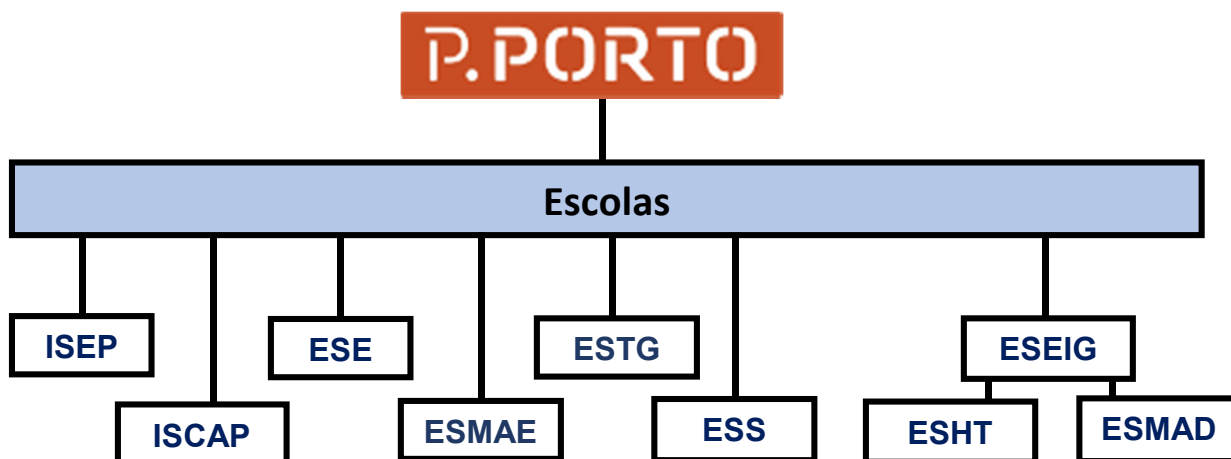 P.PORTO
Escolas
ISEP
ESE
ESTG
ESEIG
ISCAP
ESMAE
ESS
ESHT
ESMAD